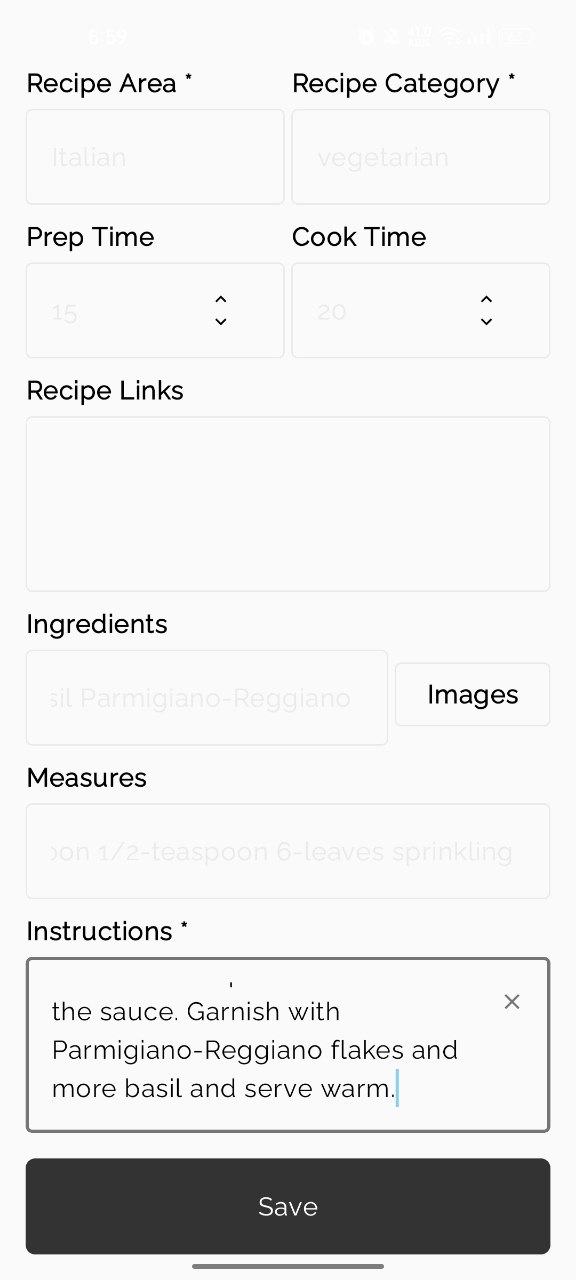 6:59
Recipe Area * Recipe Category *
Italian vegetarian
Prep Time Cook Time
15 20
Recipe Links
Ingredients
sil Parmigiano-Reggiano Images
Measures
oon 1/2-teaspoon 6-leaves sprinkling
Instructions *
the sauce. Garnish with
Parmigiano-Reggiano flakes and
more basil and serve warm.
Save